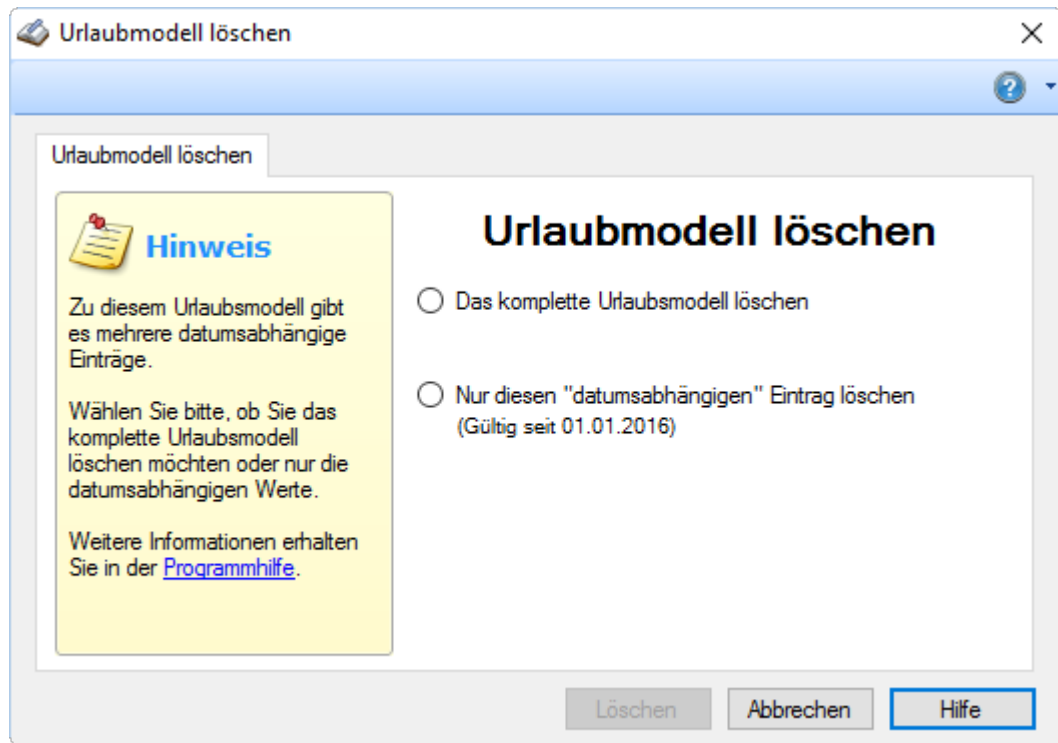 Urlaubmodell löschen
Urlaubmodell löschen
Hinweis
Zu diesem Urlaubsmodell gibt
es mehrere datumsabhängige
Einträge.
Wählen Sie bitte, ob Sie das
komplette Urlaubsmodell
löschen möchten oder nur die
datumsabhängigen Werte.
Weitere Informationen erhalten
Sie in der Programmhilfe.
Urlaubmodell löschen
Das komplette Urlaubsmodell löschen
Nur diesen "datumsabhängigen" Eintrag löschen
(Gültig seit 01.01.2016)
Löschen Abbrechen Hilfe